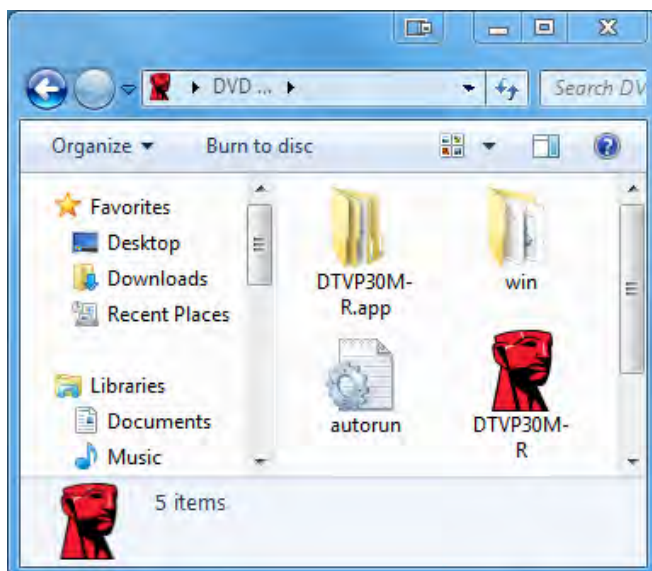 DVD ...
Search DV
Organize
Burn to disc
Favorites
Desktop
Downloads
Recent Places
Libraries
Documents
Music
DTVP30M-
R.app
win
autorun
DTVP30M-
R
5 items